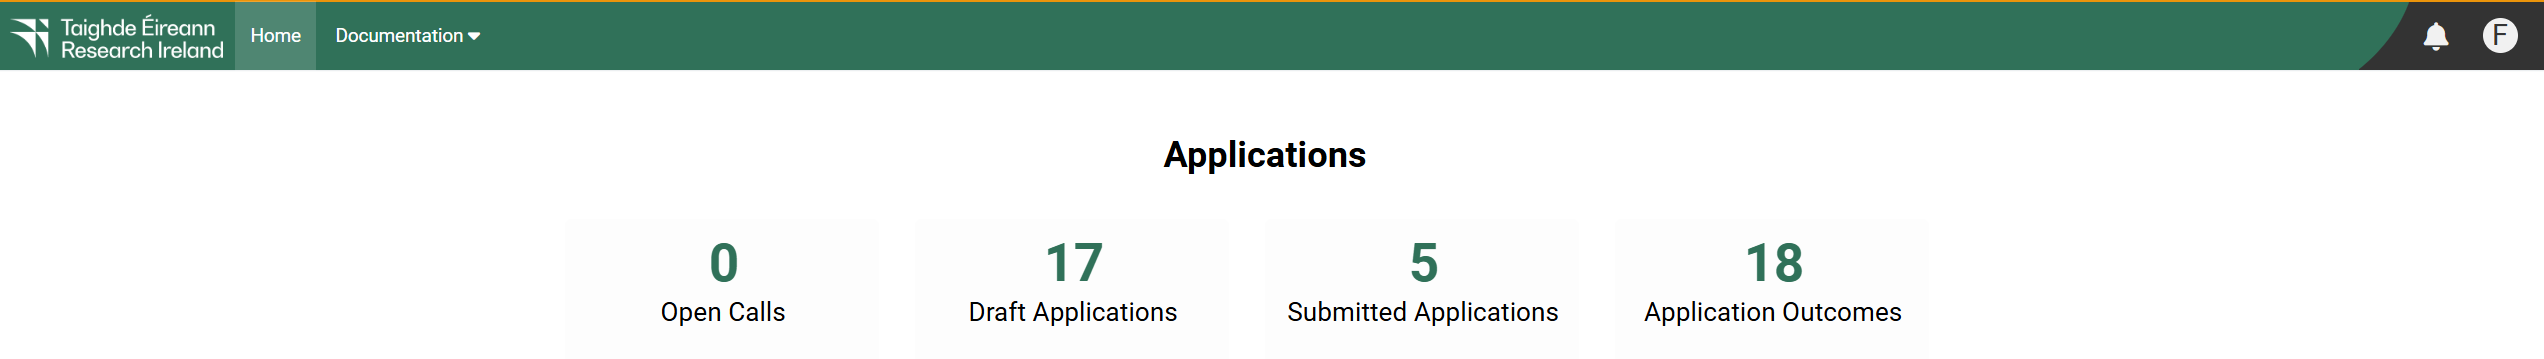 Taighde Éireann
Research Ireland
Home
Documentation
F
Applications
0
Open Calls
17
Draft Applications
5
Submitted Applications
18
Application Outcomes